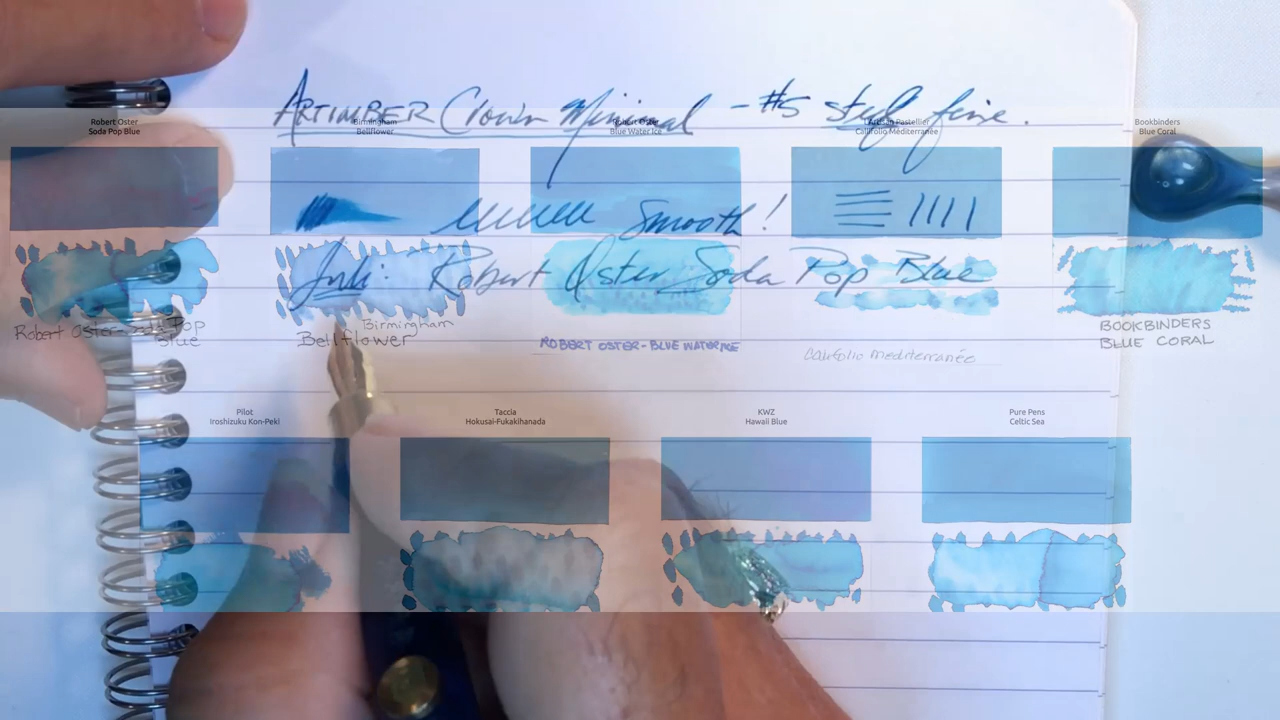 ARTIMBER Crown Minimal - #5 steel fine.
Robert Oster
Soda Pop Blue
Birmingham
Bellflower
Robert Oster
Blue Water Ice
L'Artisan Pastellier
Callifolio Méditerranée
Bookbinders
Blue Coral
Smooth!
Ink: Robert Oster Soda Pop Blue
Robert Oster-Soda Pop
Blue
Birmingham
Bellflower
ROBERT OSTER-BLUE WATER ICE
Callifolio Mediterranée
BOOKBINDERS
BLUE CORAL
Pilot
Iroshizuku Kon-Peki
Taccia
Hokusai-Fukakihanada
KWZ
Hawaii Blue
Pure Pens
Celtic Sea